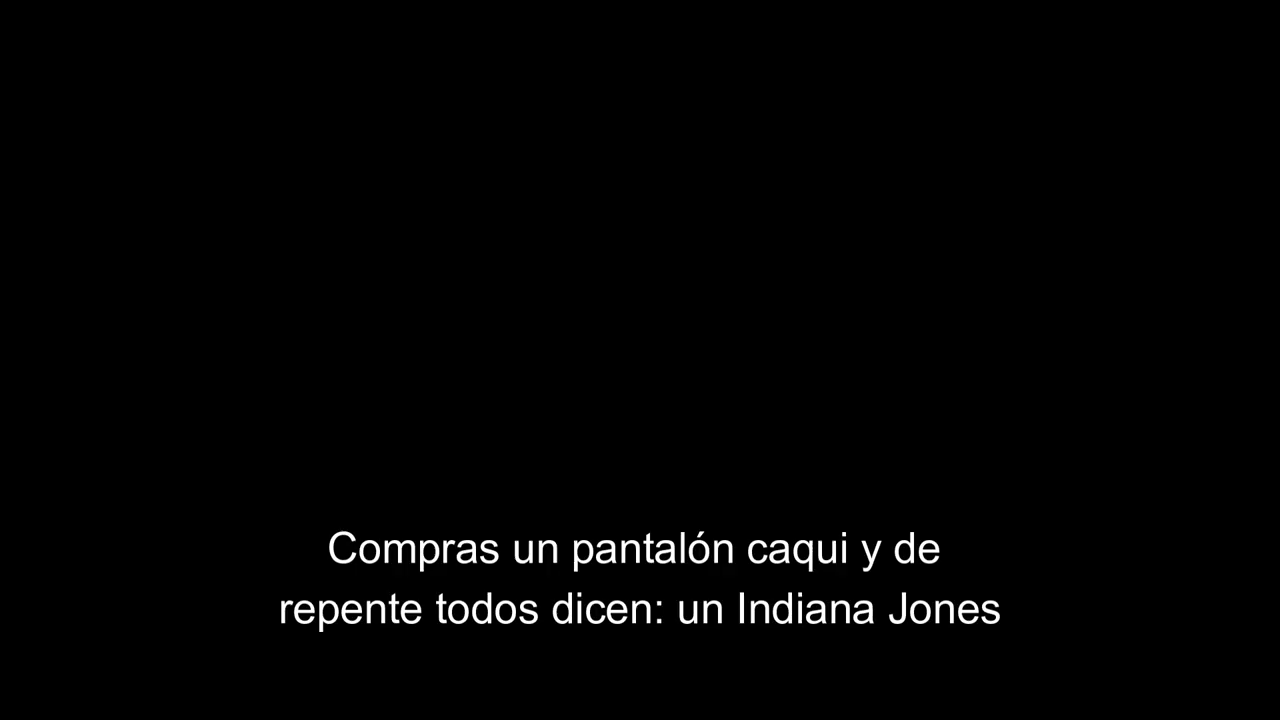 Compras un pantalón caqui y de
repente todos dicen: un Indiana Jones